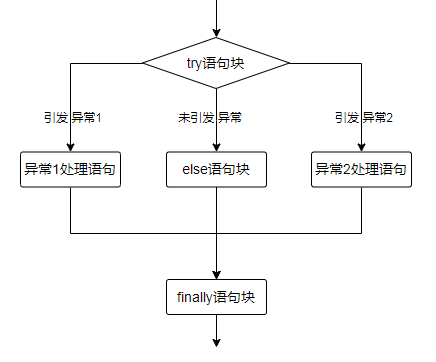 try语句块
引发 异常1
未引发 异常
引发 异常2
异常1处理语句
else语句块
异常2处理语句
finally语句块